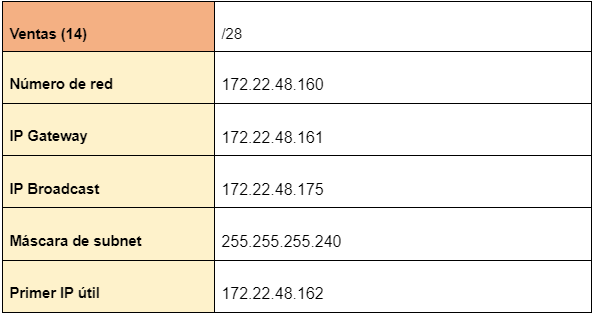 Ventas (14) /28
Número de red 172.22.48.160
IP Gateway 172.22.48.161
IP Broadcast 172.22.48.175
Máscara de subnet 255.255.255.240
Primer IP útil 172.22.48.162